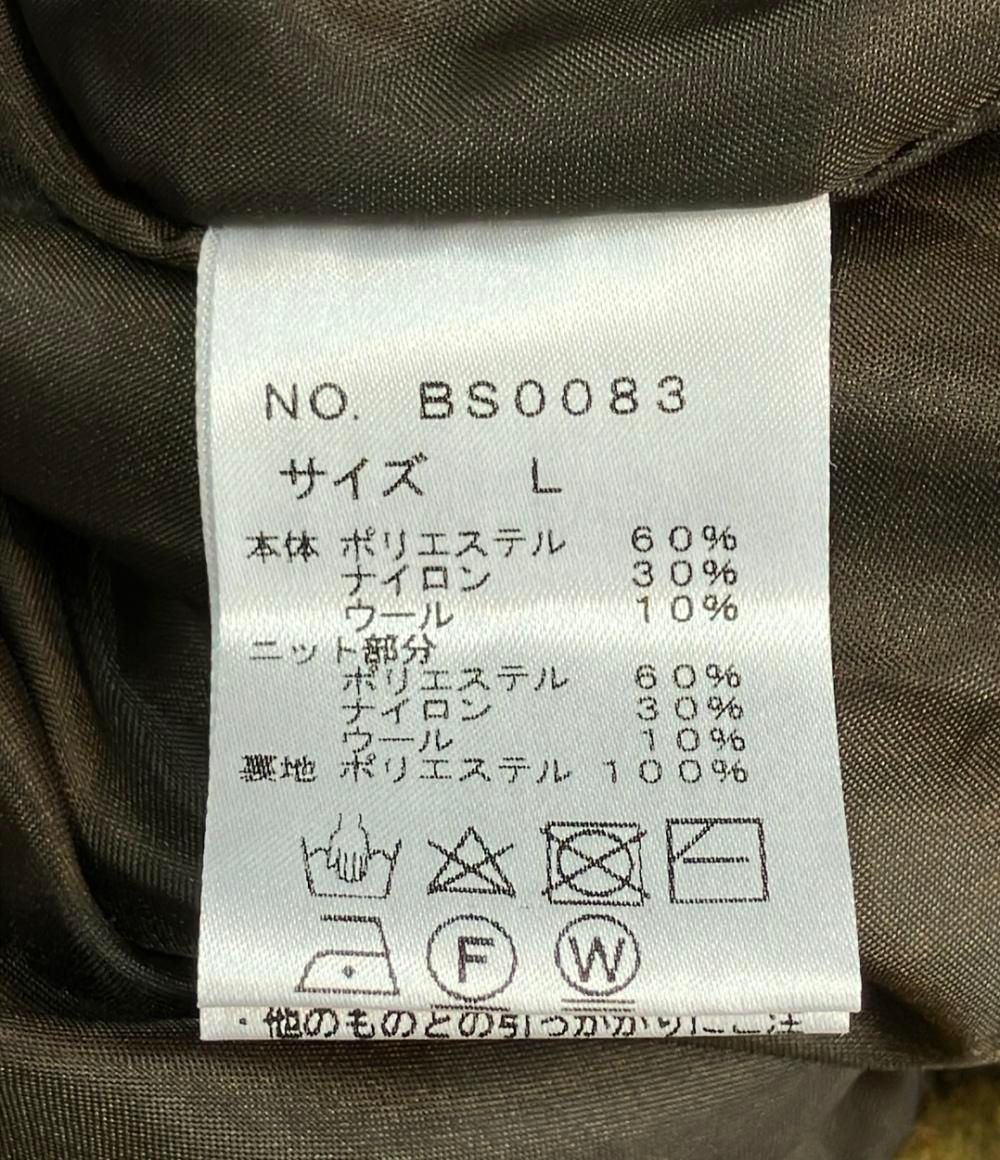 NO. BS0083
サイズ L
本体 ポリエステル 60%
ナイロン 30%
ウール 10%
ニット部分
ポリエステル 60%
ナイロン 30%
ウール 10%
裏地 ポリエステル 100%
F W
・他のものとの引っかかりにご注